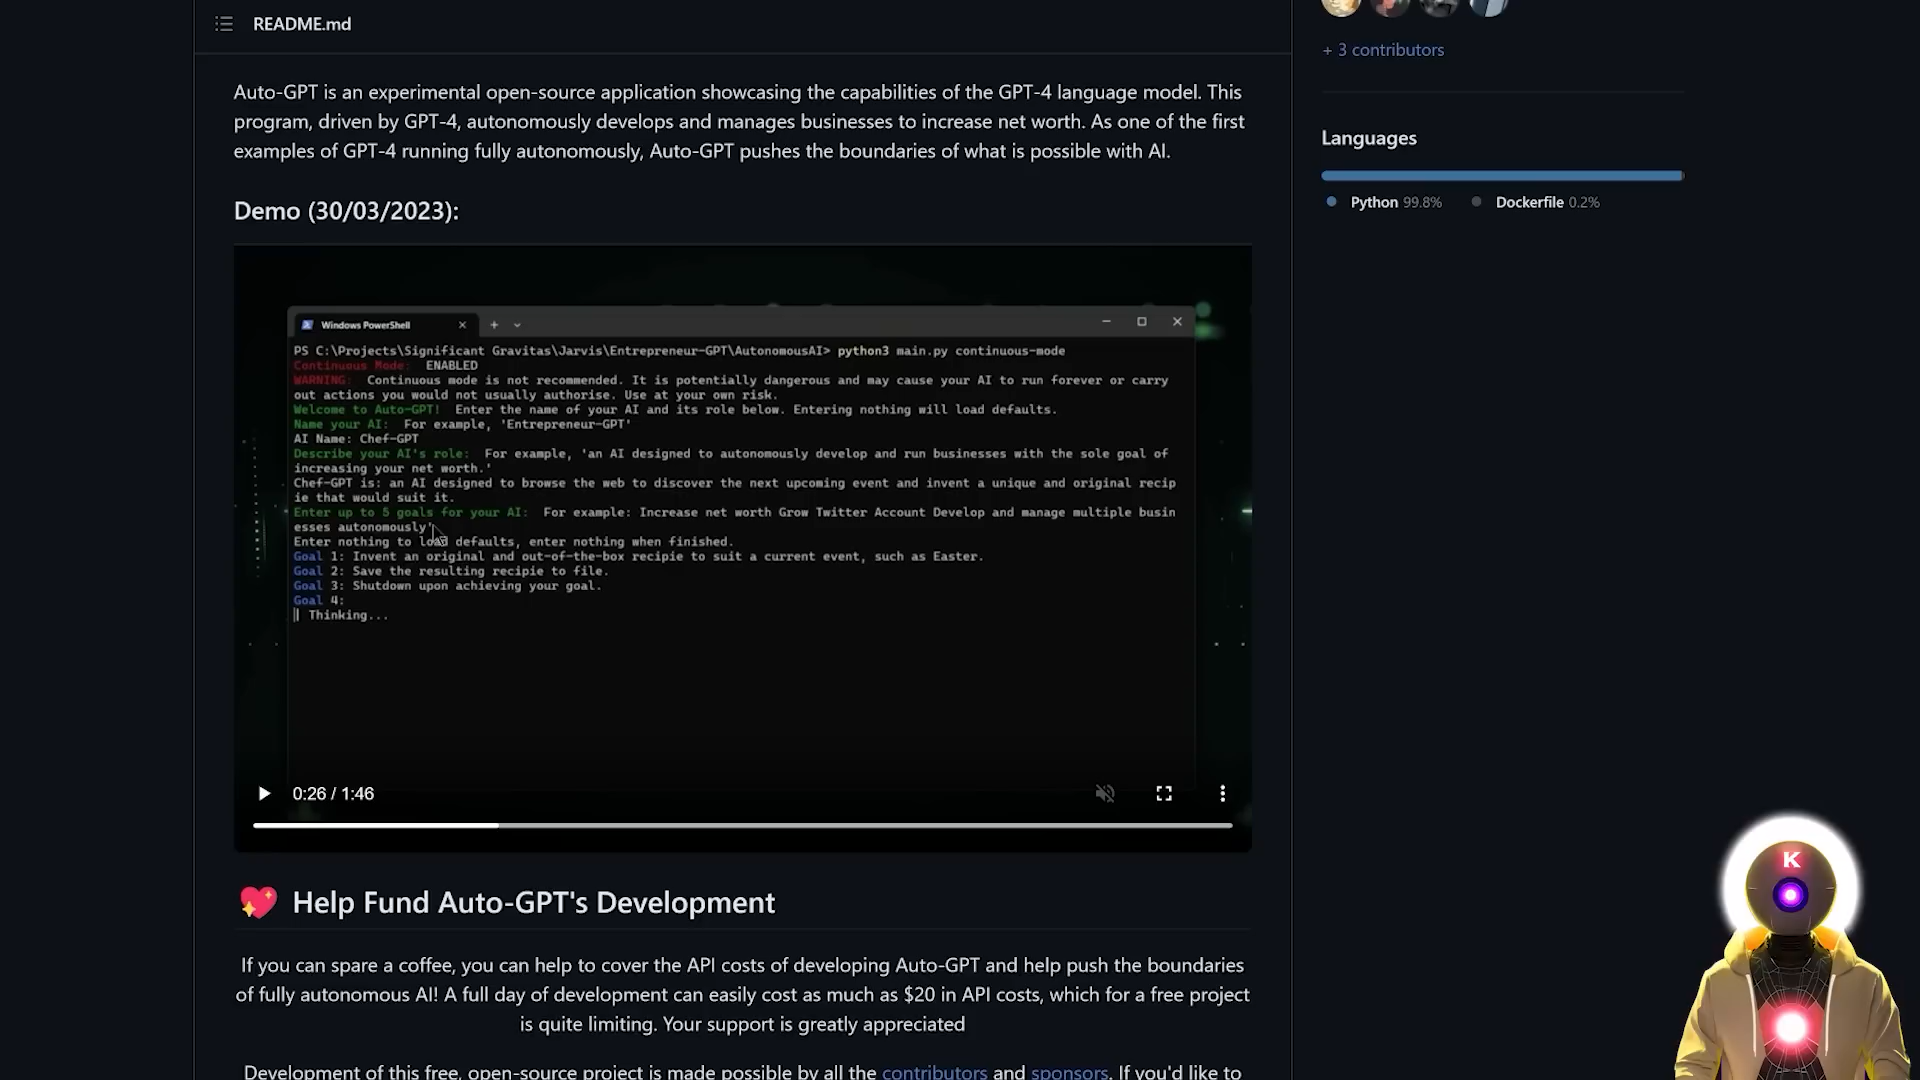 README.md
+ 3 contributors
Auto-GPT is an experimental open-source application showcasing the capabilities of the GPT-4 language model. This
program, driven by GPT-4, autonomously develops and manages businesses to increase net worth. As one of the first
examples of GPT-4 running fully autonomously, Auto-GPT pushes the boundaries of what is possible with AI.
Languages
Python 99.8% Dockerfile 0.2%
Demo (30/03/2023):
Windows PowerShell
PS C:\Projects\Significant Gravitas\Jarvis\Entrepreneur-GPT\AutonomousAI> python3 main.py continuous-mode
Continuous Mode: ENABLED
WARNING: Continuous mode is not recommended. It is potentially dangerous and may cause your AI to run forever or carry
out actions you would not usually authorise. Use at your own risk.
Welcome to Auto-GPT! Enter the name of your AI and its role below. Entering nothing will load defaults.
Name your AI: For example, 'Entrepreneur-GPT'
AI Name: Chef-GPT
Describe your AI's role: For example, 'an AI designed to autonomously develop and run businesses with the sole goal of
increasing your net worth.'
Chef-GPT is: an AI designed to browse the web to discover the next upcoming event and invent a unique and original recip
ie that would suit it.
Enter up to 5 goals for your AI: For example: Increase net worth Grow Twitter Account Develop and manage multiple busin
esses autonomously'
Enter nothing to load defaults, enter nothing when finished.
Goal 1: Invent an original and out-of-the-box recipie to suit a current event, such as Easter.
Goal 2: Save the resulting recipie to file.
Goal 3: Shutdown upon achieving your goal.
Goal 4:
| Thinking...
0:26 / 1:46
Help Fund Auto-GPT's Development
If you can spare a coffee, you can help to cover the API costs of developing Auto-GPT and help push the boundaries
of fully autonomous AI! A full day of development can easily cost as much as $20 in API costs, which for a free project
is quite limiting. Your support is greatly appreciated
Development of this free, open-source project is made possible by all the contributors and sponsors. If you'd like to
K